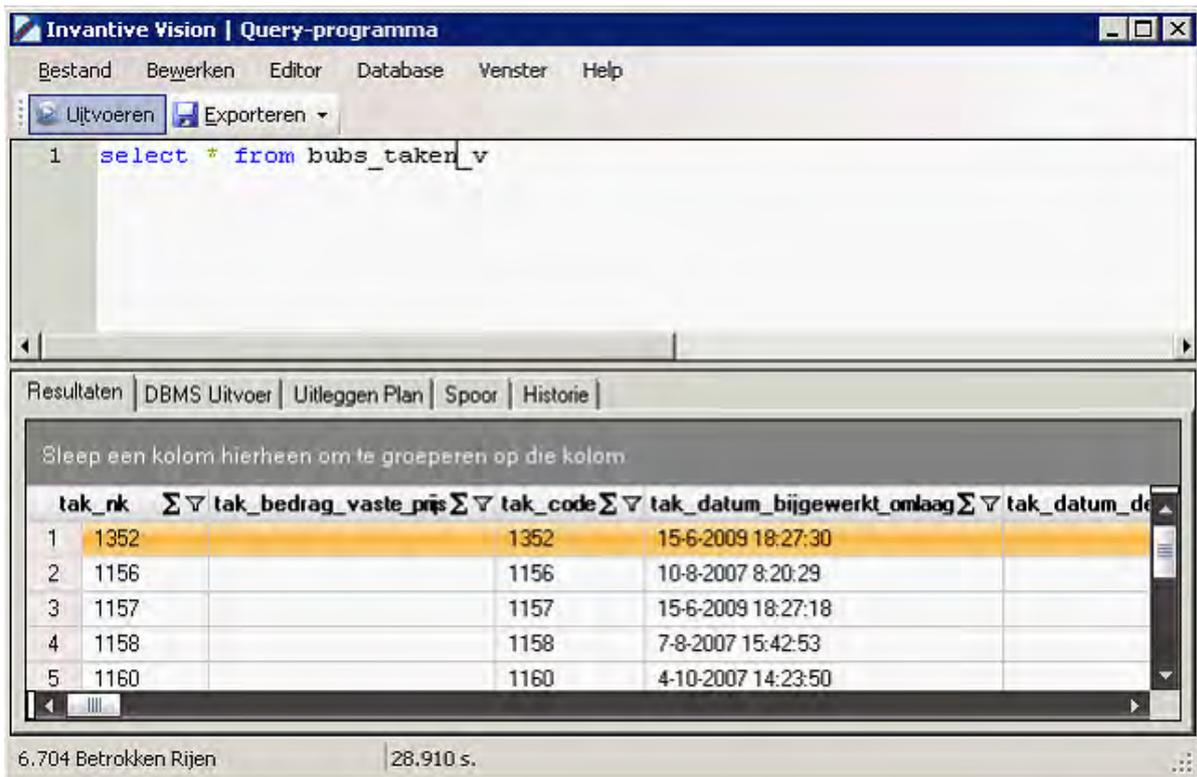 Invantive Vision | Query-programma
Bestand Bewerken Editor Database Venster Help
Uitvoeren Exporteren
1 select * from bubs_taken_v
Resultaten DBMS Uitvoer Uitleggen Plan Spoor Historie
Sleep een kolom hierheen om te groeperen op die kolom
tak_nk Σ tak_bedrag_vaste_prijs Σ tak_code Σ tak_datum_bijgewerkt_omlaag Σ tak_datum_de
1 1352 1352 15-6-2009 18:27:30
2 1156 1156 10-8-2007 8:20:29
3 1157 1157 15-6-2009 18:27:18
4 1158 1158 7-8-2007 15:42:53
5 1160 1160 4-10-2007 14:23:50
6.704 Betrokken Rijen 28.910 s.